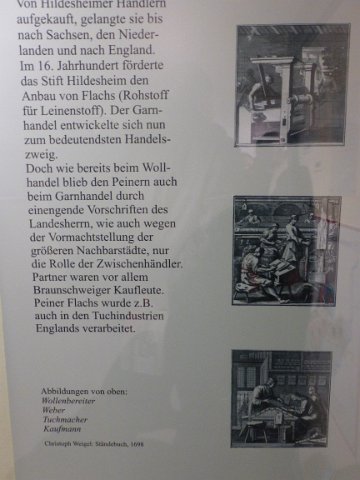 Von Hildesheimer Händlern
aufgekauft, gelangte sie bis
nach Sachsen, den Nieder-
landen und nach England.
Im 16. Jahrhundert förderte
das Stift Hildesheim den
Anbau von Flachs (Rohstoff
für Leinenstoff). Der Garn-
handel entwickelte sich nun
zum bedeutendsten Handels-
zweig.
Doch wie bereits beim Woll-
handel blieb den Peinern auch
beim Garnhandel durch
einengende Vorschriften des
Landesherrn, wie auch wegen
der Vormachtstellung der
größeren Nachbarstädte, nur
die Rolle der Zwischenhändler.
Partner waren vor allem
Braunschweiger Kaufleute.
Peiner Flachs wurde z.B.
auch in den Tuchindustrien
Englands verarbeitet.
Abbildungen von oben:
Wollenbereiter
Weber
Tuchmacher
Kaufmann
Christoph Weigel: Ständebuch, 1698